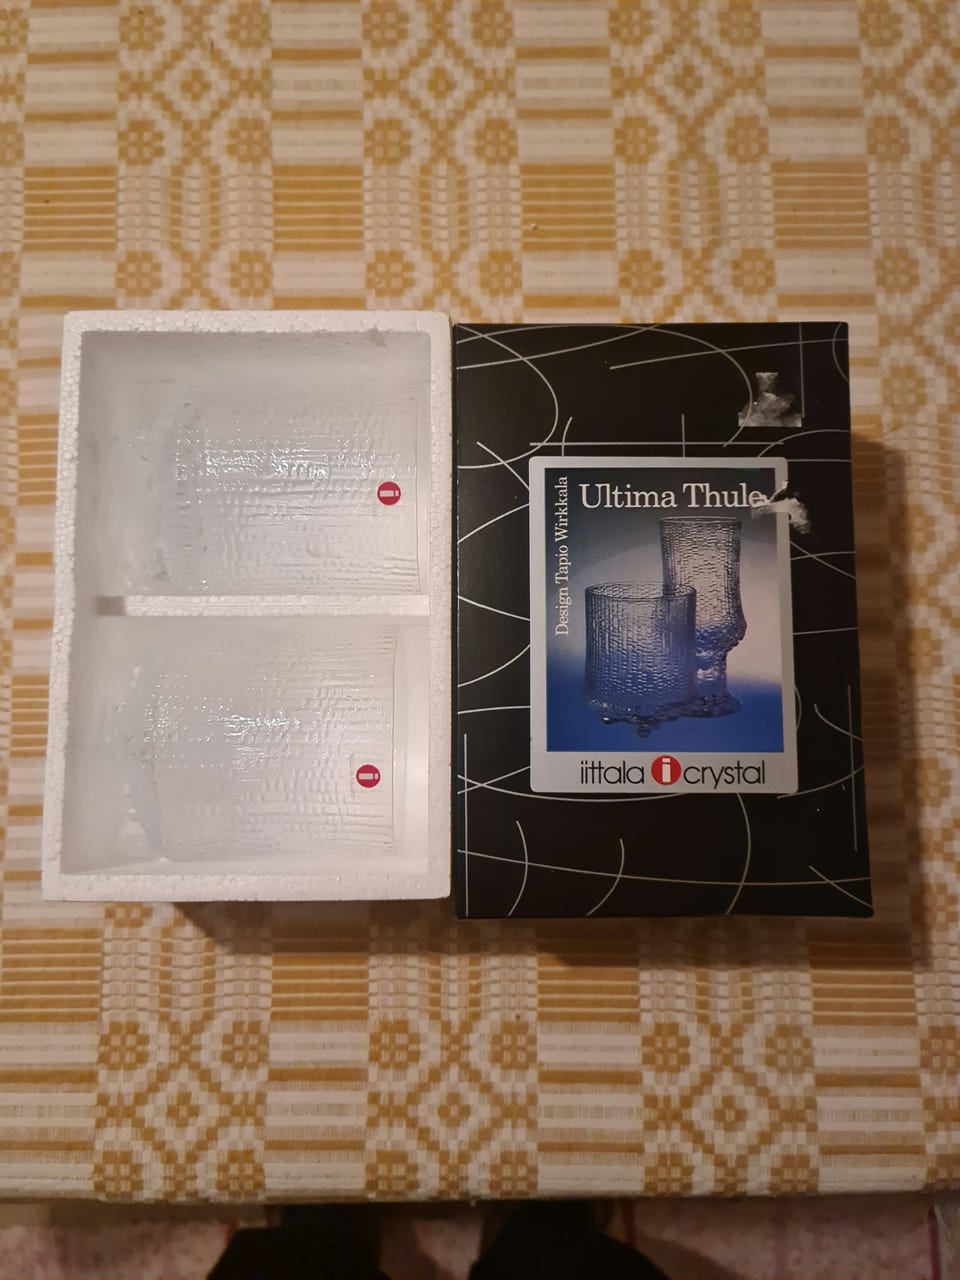 Ultima Thule
Design Tapio Wirkkala
iittala i crystal
i
i